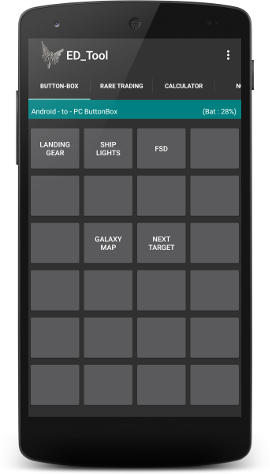 ED_Tool
BUTTON-BOX RARE TRADING CALCULATOR
Android - to - PC ButtonBox (Bat : 28%)
LANDING
GEAR
SHIP
LIGHTS
FSD
GALAXY
MAP
NEXT
TARGET